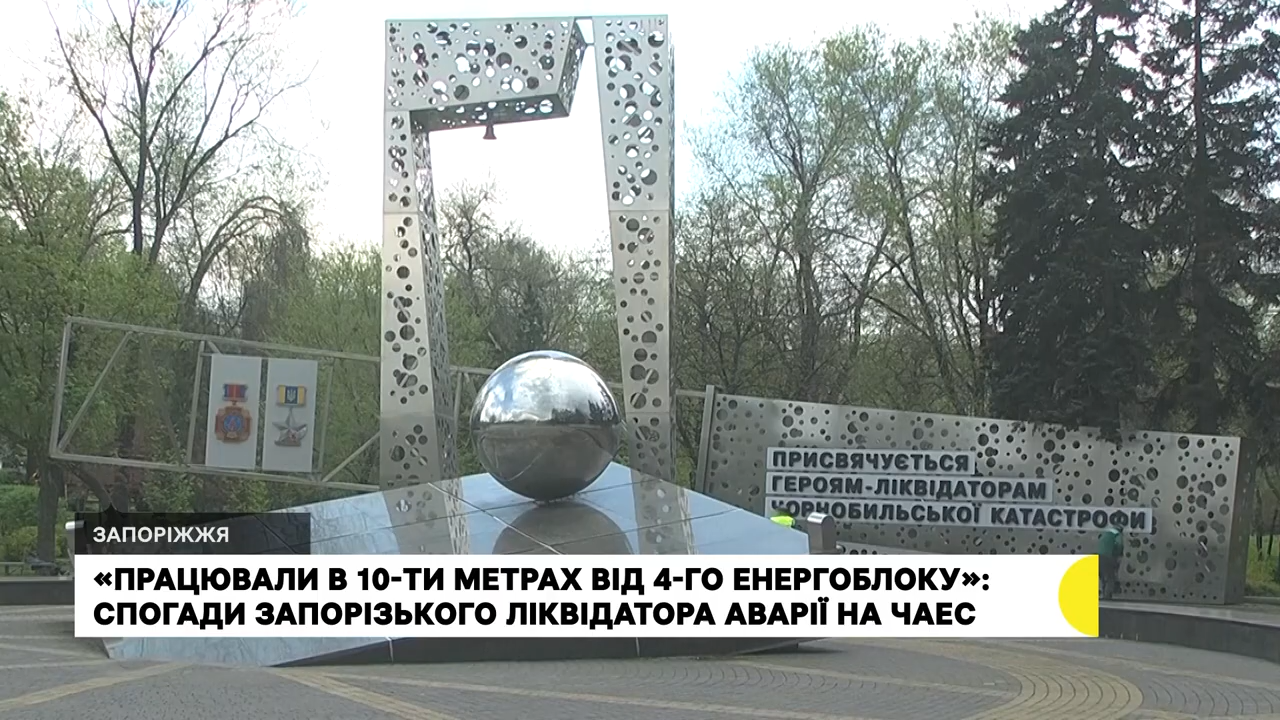 ПРИСВЯЧУЄТЬСЯ
ГЕРОЯМ-ЛІКВІДАТОРАМ
ЧОРНОБИЛЬСЬКОЇ КАТАСТРОФИ
ЗАПОРІЖЖЯ
«ПРАЦЮВАЛИ В 10-ТИ МЕТРАХ ВІД 4-ГО ЕНЕРГОБЛОКУ»:
СПОГАДИ ЗАПОРІЗЬКОГО ЛІКВІДАТОРА АВАРІЇ НА ЧАЕС